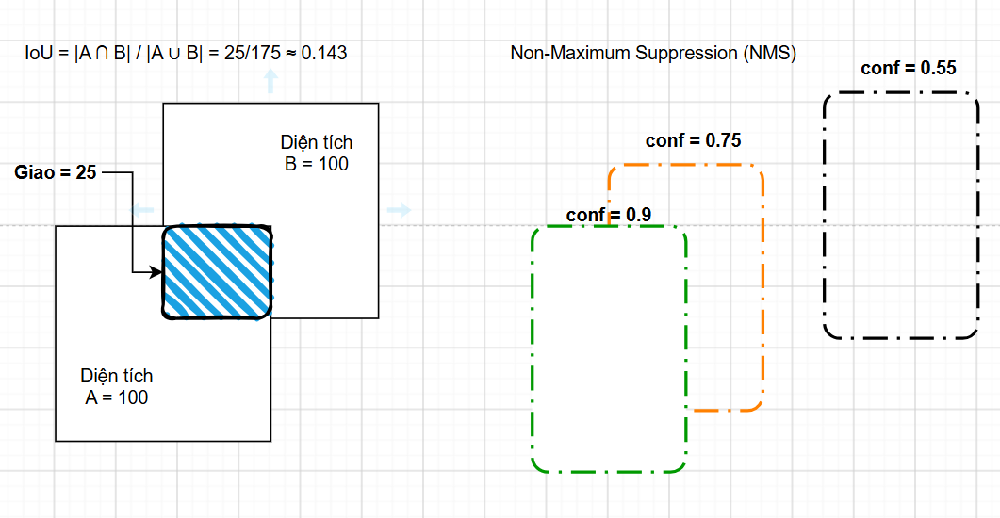 IoU = |A ∩ B| / |A ∪ B| = 25/175 ≈ 0.143
Diện tích
B = 100
Giao = 25
Diện tích
A = 100
Non-Maximum Suppression (NMS)
conf = 0.55
conf = 0.75
conf = 0.9